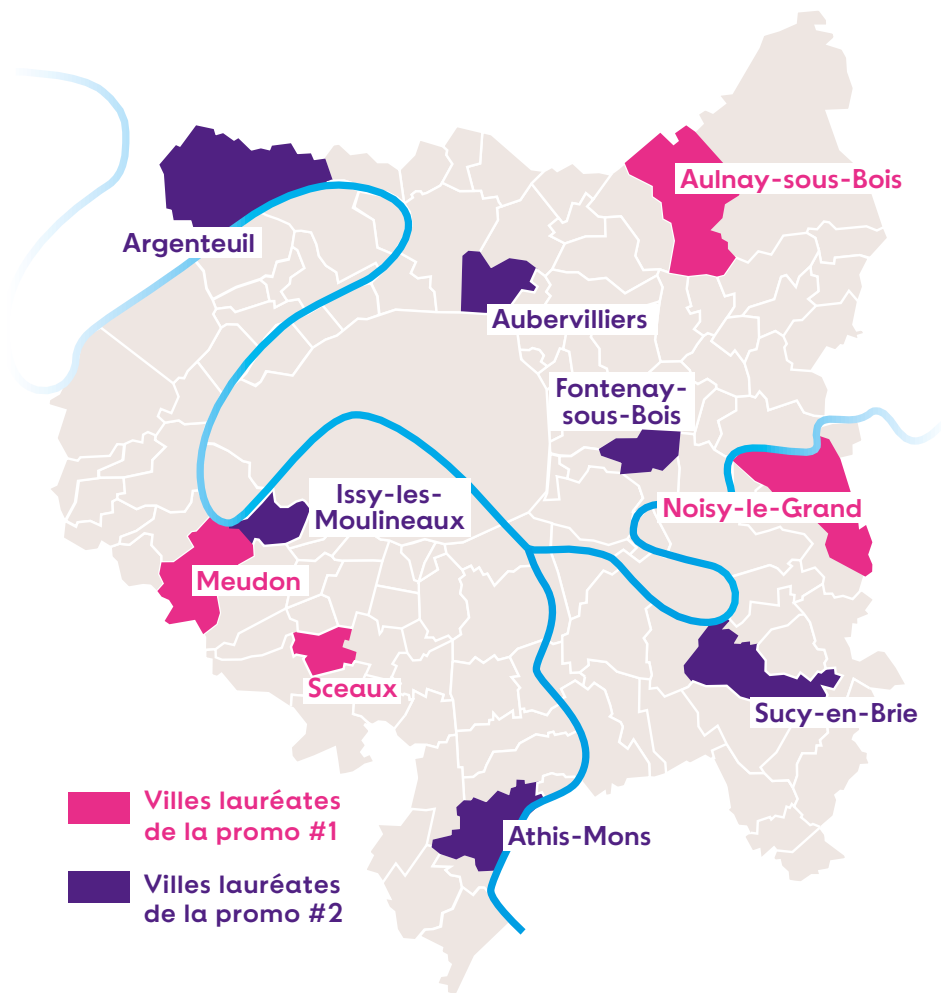 Aulnay-sous-Bois
Argenteuil
Aubervilliers
Fontenay-
sous-Bois
Issy-les-
Moulineaux
Noisy-le-Grand
Meudon
Sceaux
Sucy-en-Brie
Athis-Mons
Villes lauréates
de la promo #1
Villes lauréates
de la promo #2